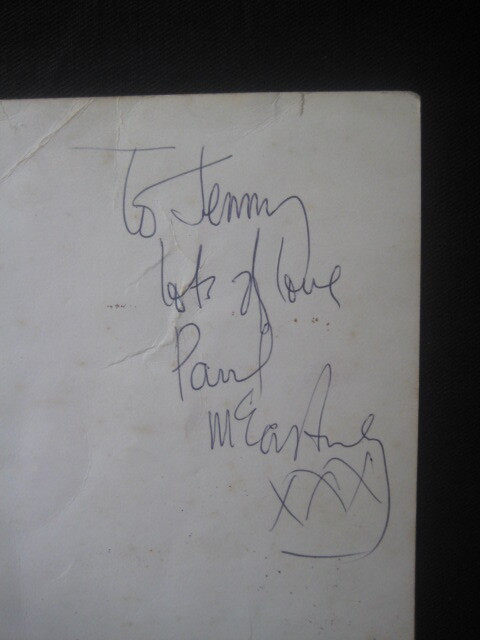 To Jenny
lots of love
Paul
McCartney
XXX